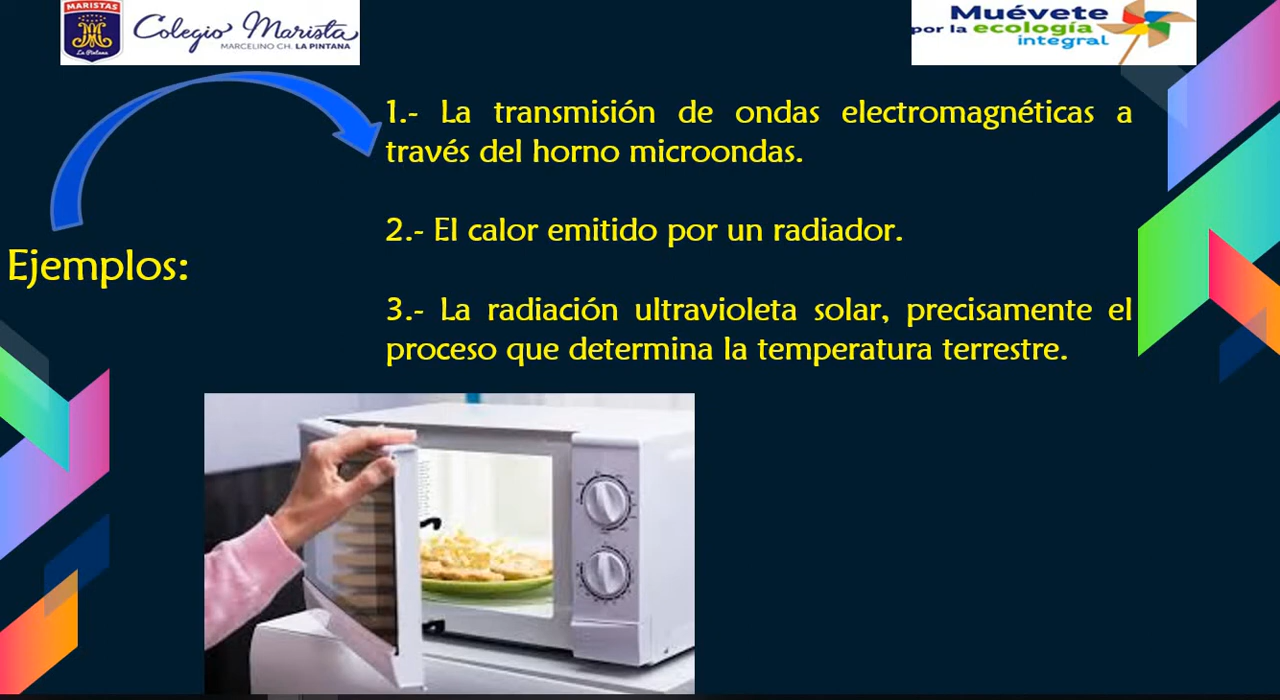 MARISTAS
La Pintana
Colegio Marista
MARCELINO CH. LA PINTANA
Muévete
por la ecología
integral
1.- La transmisión de ondas electromagnéticas a
través del horno microondas.
2.- El calor emitido por un radiador.
Ejemplos:
3.- La radiación ultravioleta solar, precisamente el
proceso que determina la temperatura terrestre.